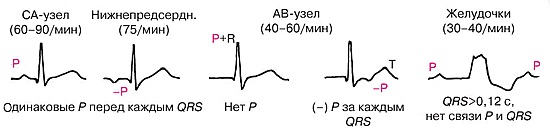 СА-узел
(60–90/мин)
Нижнепредсердн.
(75/мин)
АВ-узел
(40–60/мин)
Желудочки
(30–40/мин)
P
–P
P+R
–P
T
P
P
Одинаковые P перед каждым QRS
Нет P
(–) P за каждым
QRS
QRS>0,12 с,
нет связи P и QRS